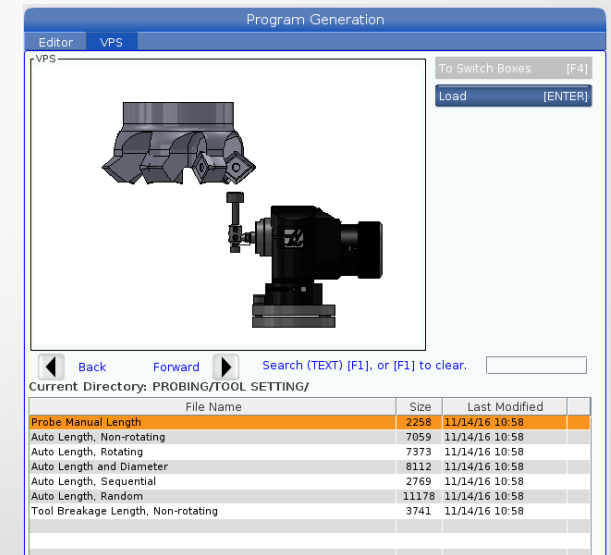 Program Generation
Editor VPS
VPS
To Switch Boxes [F4]
Load [ENTER]
Back Forward Search (TEXT) [F1], or [F1] to clear.
Current Directory: PROBING/TOOL SETTING/
File Name Size Last Modified
Probe Manual Length 2258 11/14/16 10:58
Auto Length, Non-rotating 7059 11/14/16 10:58
Auto Length, Rotating 7373 11/14/16 10:58
Auto Length and Diameter 8112 11/14/16 10:58
Auto Length, Sequential 2769 11/14/16 10:58
Auto Length, Random 11178 11/14/16 10:58
Tool Breakage Length, Non-rotating 3741 11/14/16 10:58